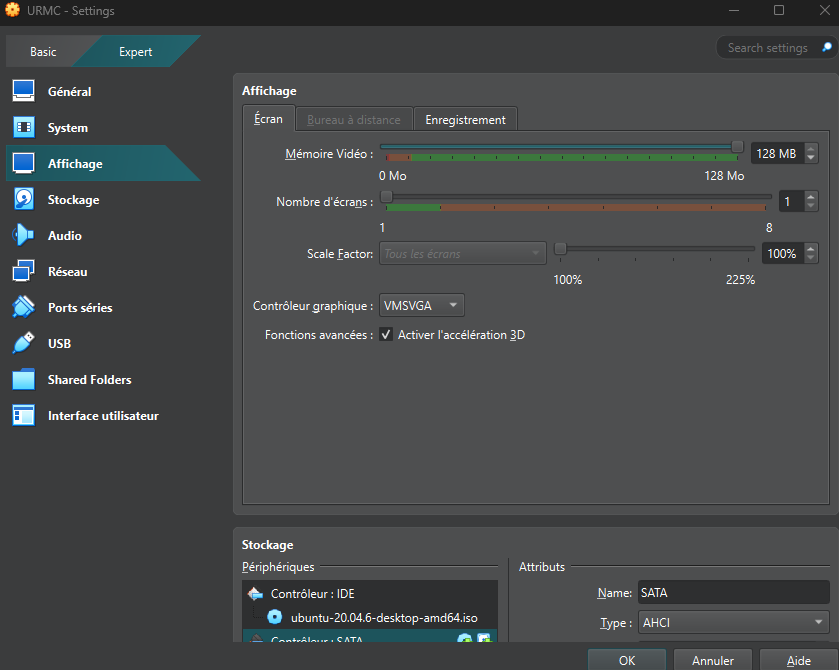 URMC - Settings
Basic
Expert
Search settings
Général
System
Affichage
Stockage
Audio
Réseau
Ports séries
USB
Shared Folders
Interface utilisateur
Affichage
Écran
Bureau à distance
Enregistrement
Mémoire Vidéo :
128 MB
0 Mo
128 Mo
Nombre d'écrans :
1
1
8
Scale Factor:
Tous les écrans
100%
100%
225%
Contrôleur graphique :
VMSVGA
Fonctions avancées :
Activer l'accélération 3D
Stockage
Périphériques
Contrôleur : IDE
ubuntu-20.04.6-desktop-amd64.iso
Contrôleur : SATA
Attributs
Name:
SATA
Type :
AHCI
OK
Annuler
Aide